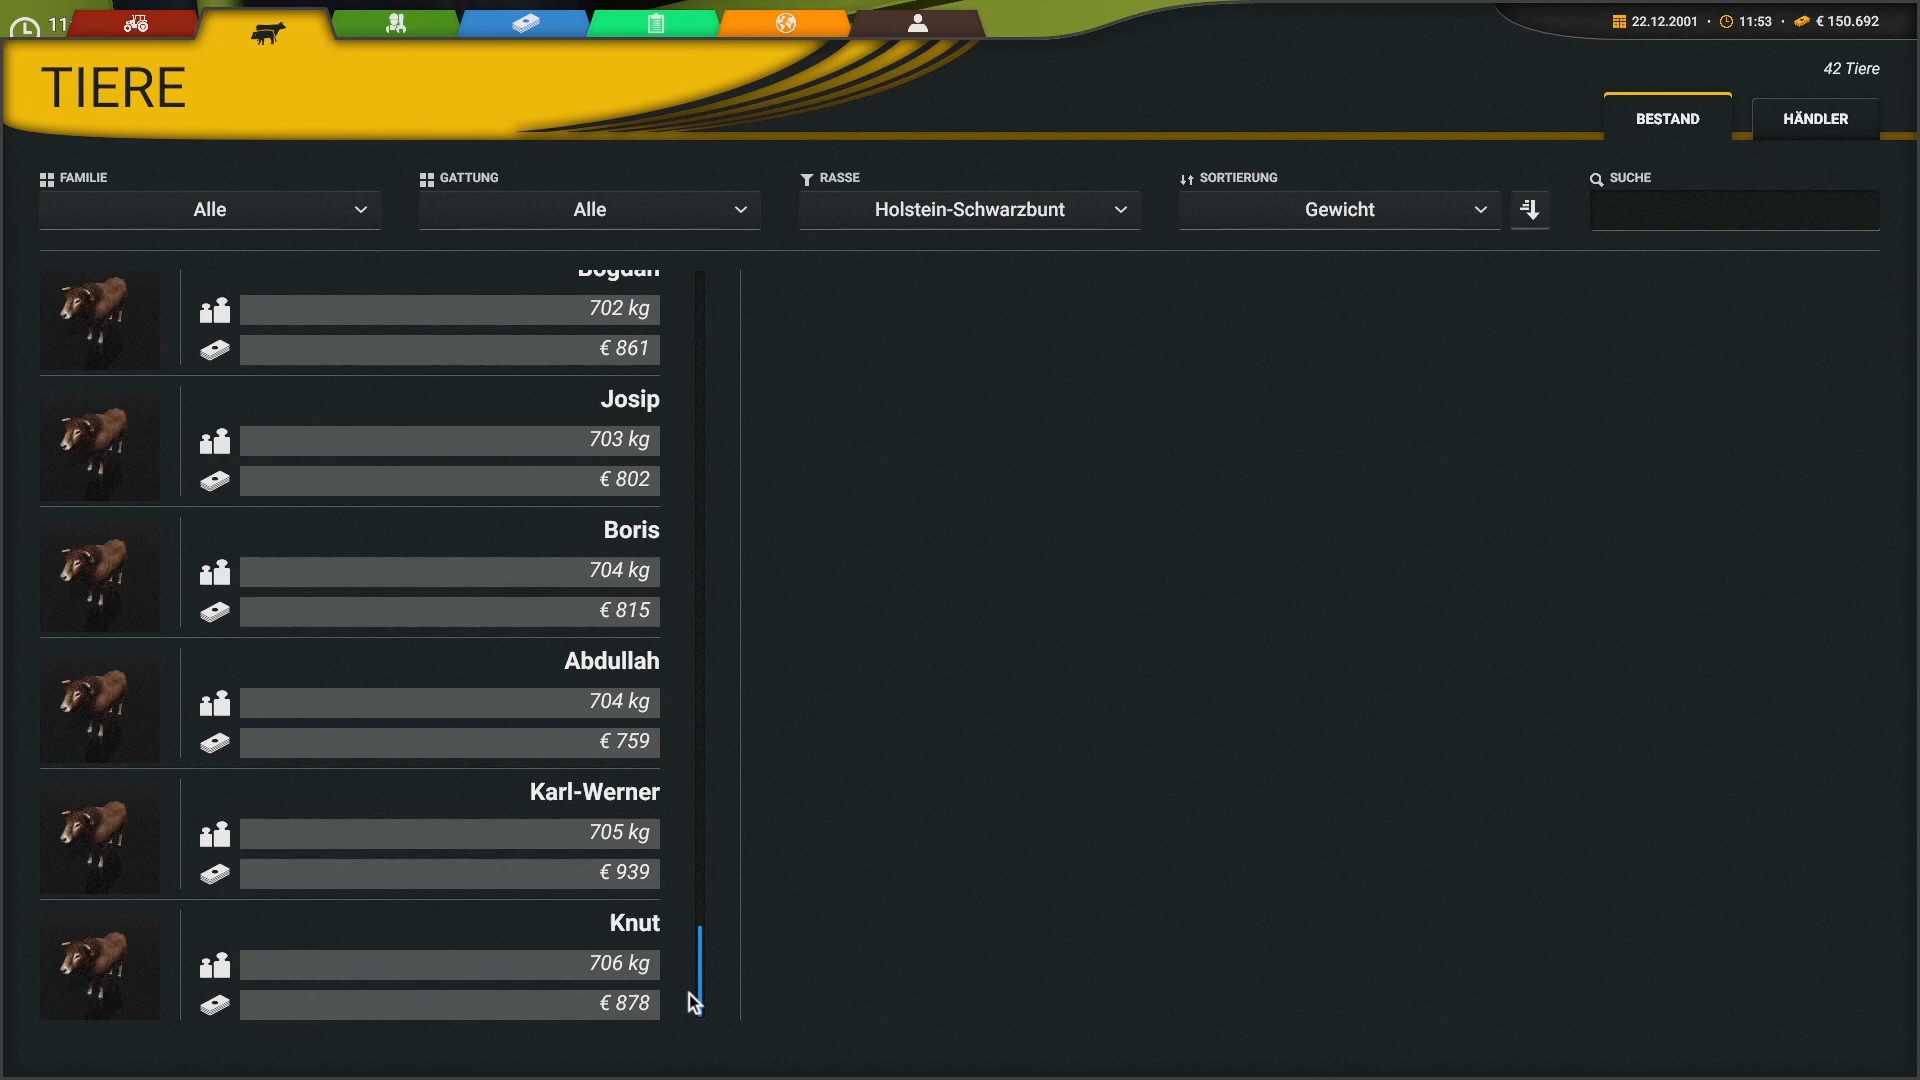 11
22.12.2001 • 11:53 • € 150.692
TIERE
42 Tiere
BESTAND
HÄNDLER
FAMILIE
GATTUNG
RASSE
SORTIERUNG
SUCHE
Alle
Alle
Holstein-Schwarzbunt
Gewicht
Bogdan
702 kg
€ 861
Josip
703 kg
€ 802
Boris
704 kg
€ 815
Abdullah
704 kg
€ 759
Karl-Werner
705 kg
€ 939
Knut
706 kg
€ 878